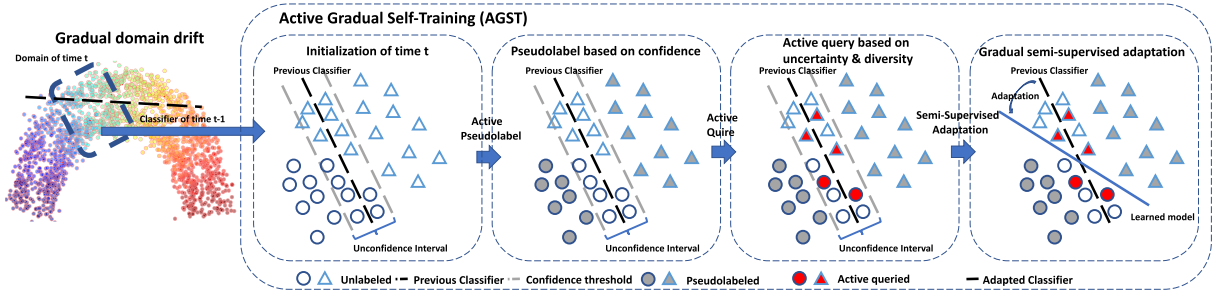 Active Gradual Self-Training (AGST)
Gradual domain drift
Domain of time t
Classifier of time t-1
Initialization of time t
Previous Classifier
Unconfidence Interval
Active
Pseudolabel
Pseudolabel based on confidence
Previous Classifier
Unconfidence Interval
Active
Quire
Active query based on
uncertainty & diversity
Previous Classifier
Unconfidence Interval
Semi-Supervised
Adaptation
Gradual semi-supervised adaptation
Previous Classifier
Adaptation
Learned model
Unlabeled
Previous Classifier
Confidence threshold
Pseudolabeled
Active queried
Adapted Classifier